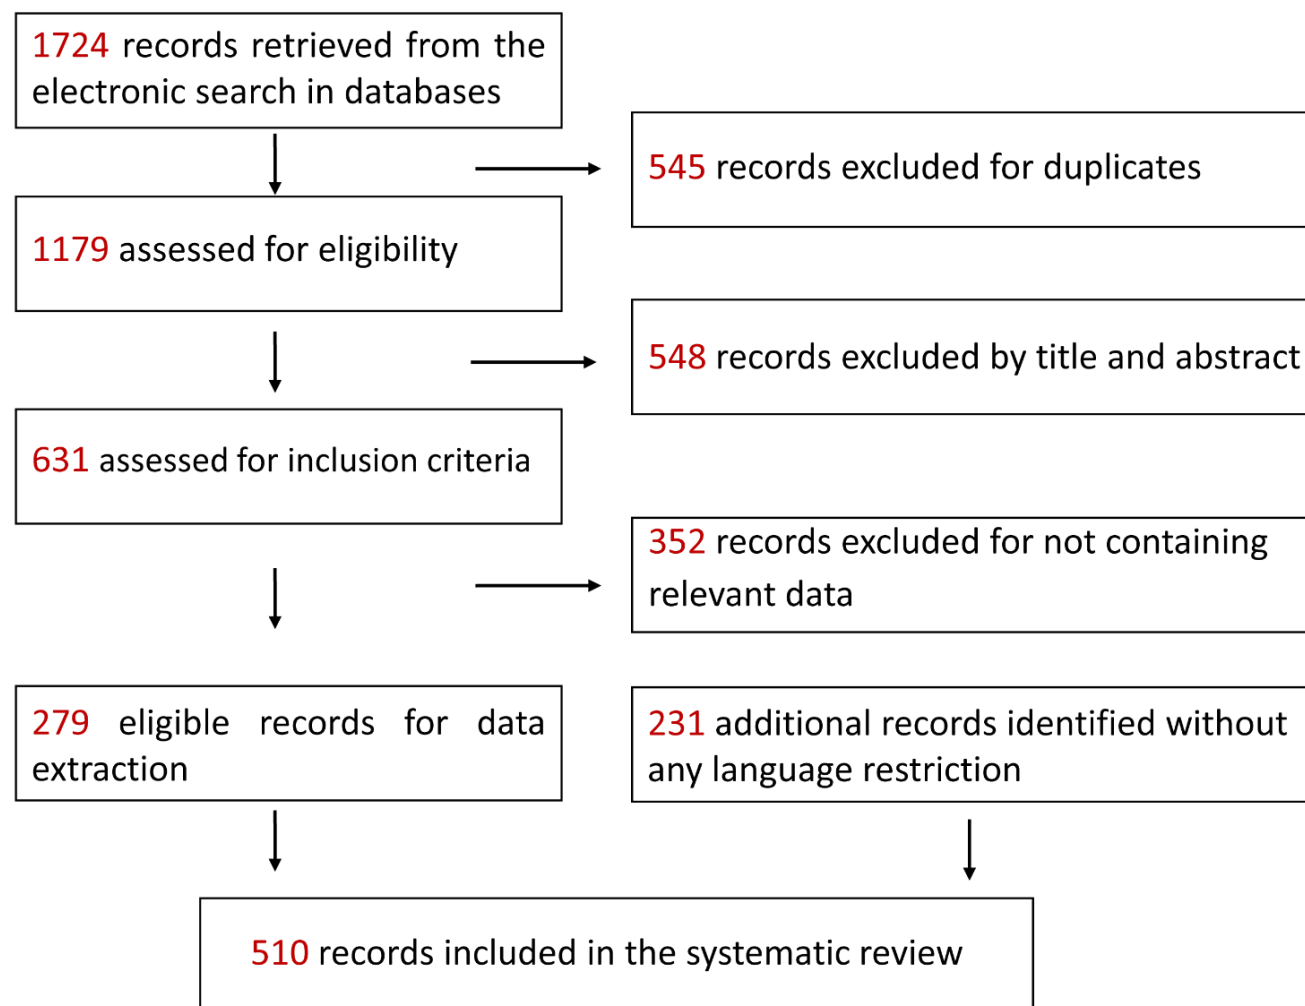 1724 records retrieved from the
electronic search in databases
545 records excluded for duplicates
1179 assessed for eligibility
548 records excluded by title and abstract
631 assessed for inclusion criteria
352 records excluded for not containing
relevant data
279 eligible records for data
extraction
231 additional records identified without
any language restriction
510 records included in the systematic review